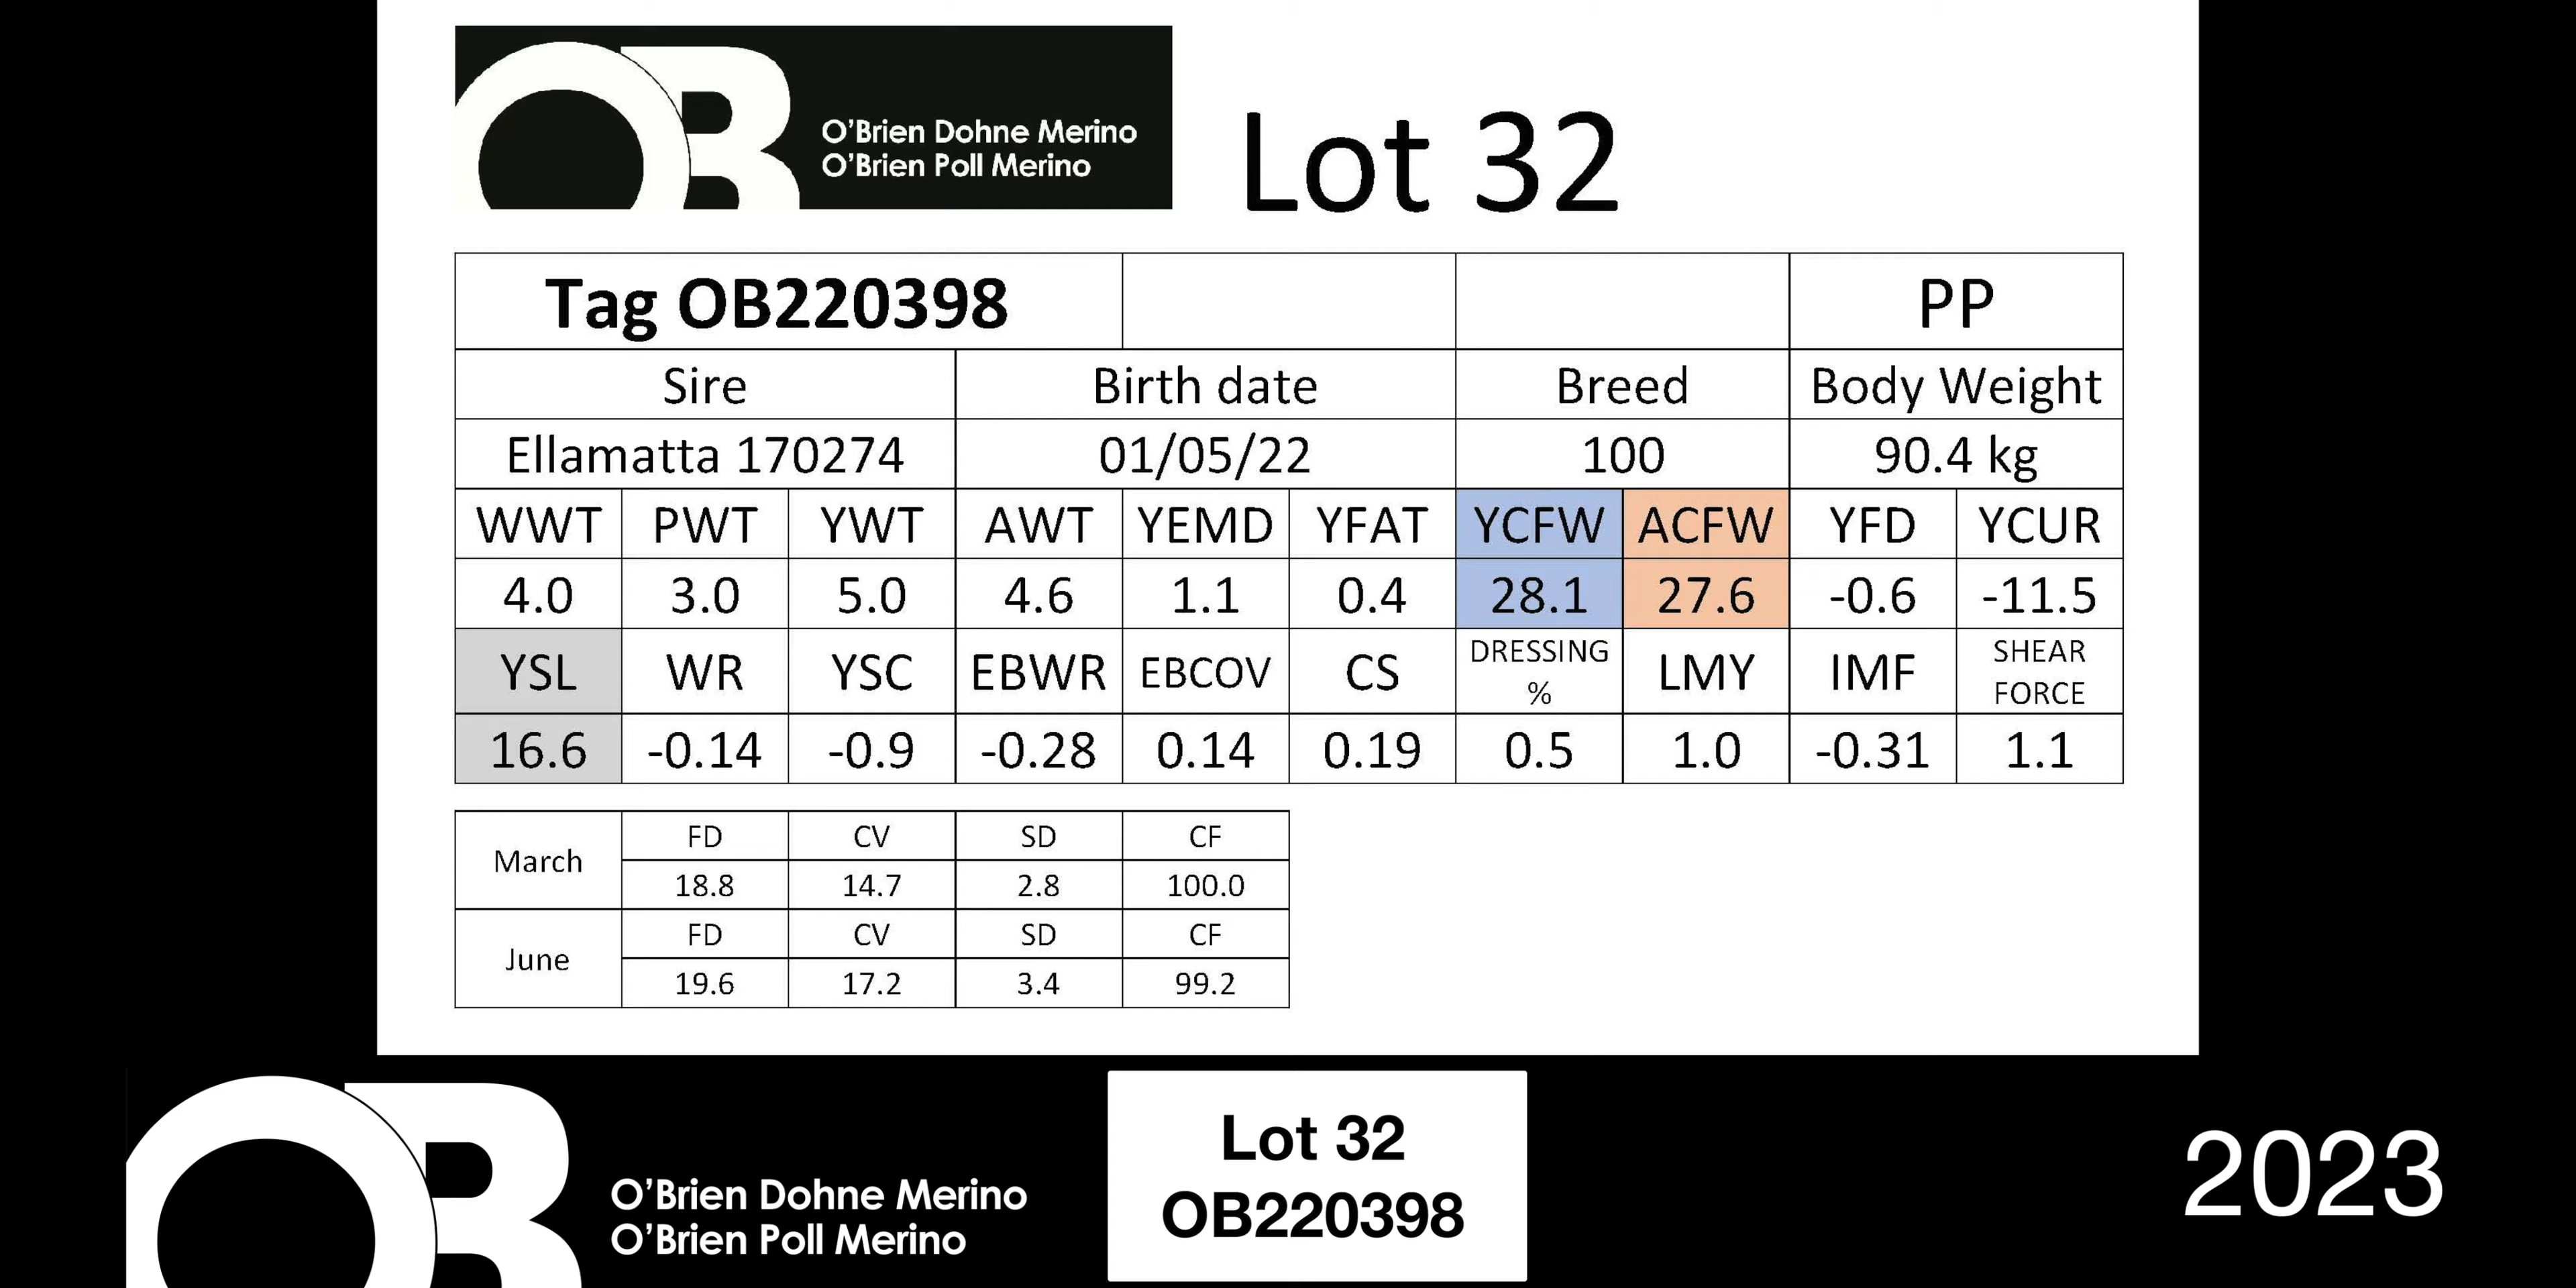 OB
O'Brien Dohne Merino
O'Brien Poll Merino
Lot 32
Tag OB220398 PP
Sire Birth date Breed Body Weight
Ellamatta 170274 01/05/22 100 90.4 kg
WWT PWT YWT AWT YEMD YFAT YCFW ACFW YFD YCUR
4.0 3.0 5.0 4.6 1.1 0.4 28.1 27.6 -0.6 -11.5
YSL WR YSC EBWR EBCOV CS DRESSING % LMY IMF SHEAR FORCE
16.6 -0.14 -0.9 -0.28 0.14 0.19 0.5 1.0 -0.31 1.1
March FD CV SD CF
18.8 14.7 2.8 100.0
June FD CV SD CF
19.6 17.2 3.4 99.2
OB
O'Brien Dohne Merino
O'Brien Poll Merino
Lot 32
OB220398
2023